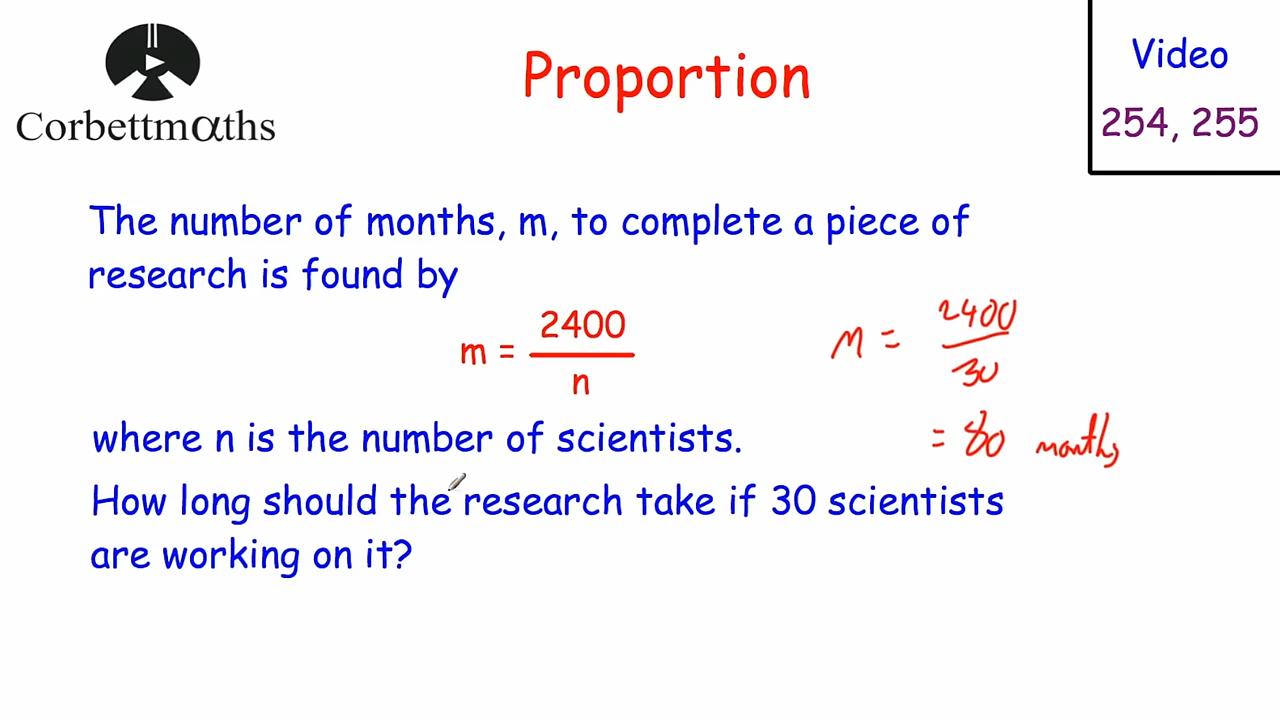 Corbettmαths
Proportion
Video
254, 255
The number of months, m, to complete a piece of
research is found by
m = 2400
n
where n is the number of scientists.
How long should the research take if 30 scientists
are working on it?
M = 2400
30
= 80 months